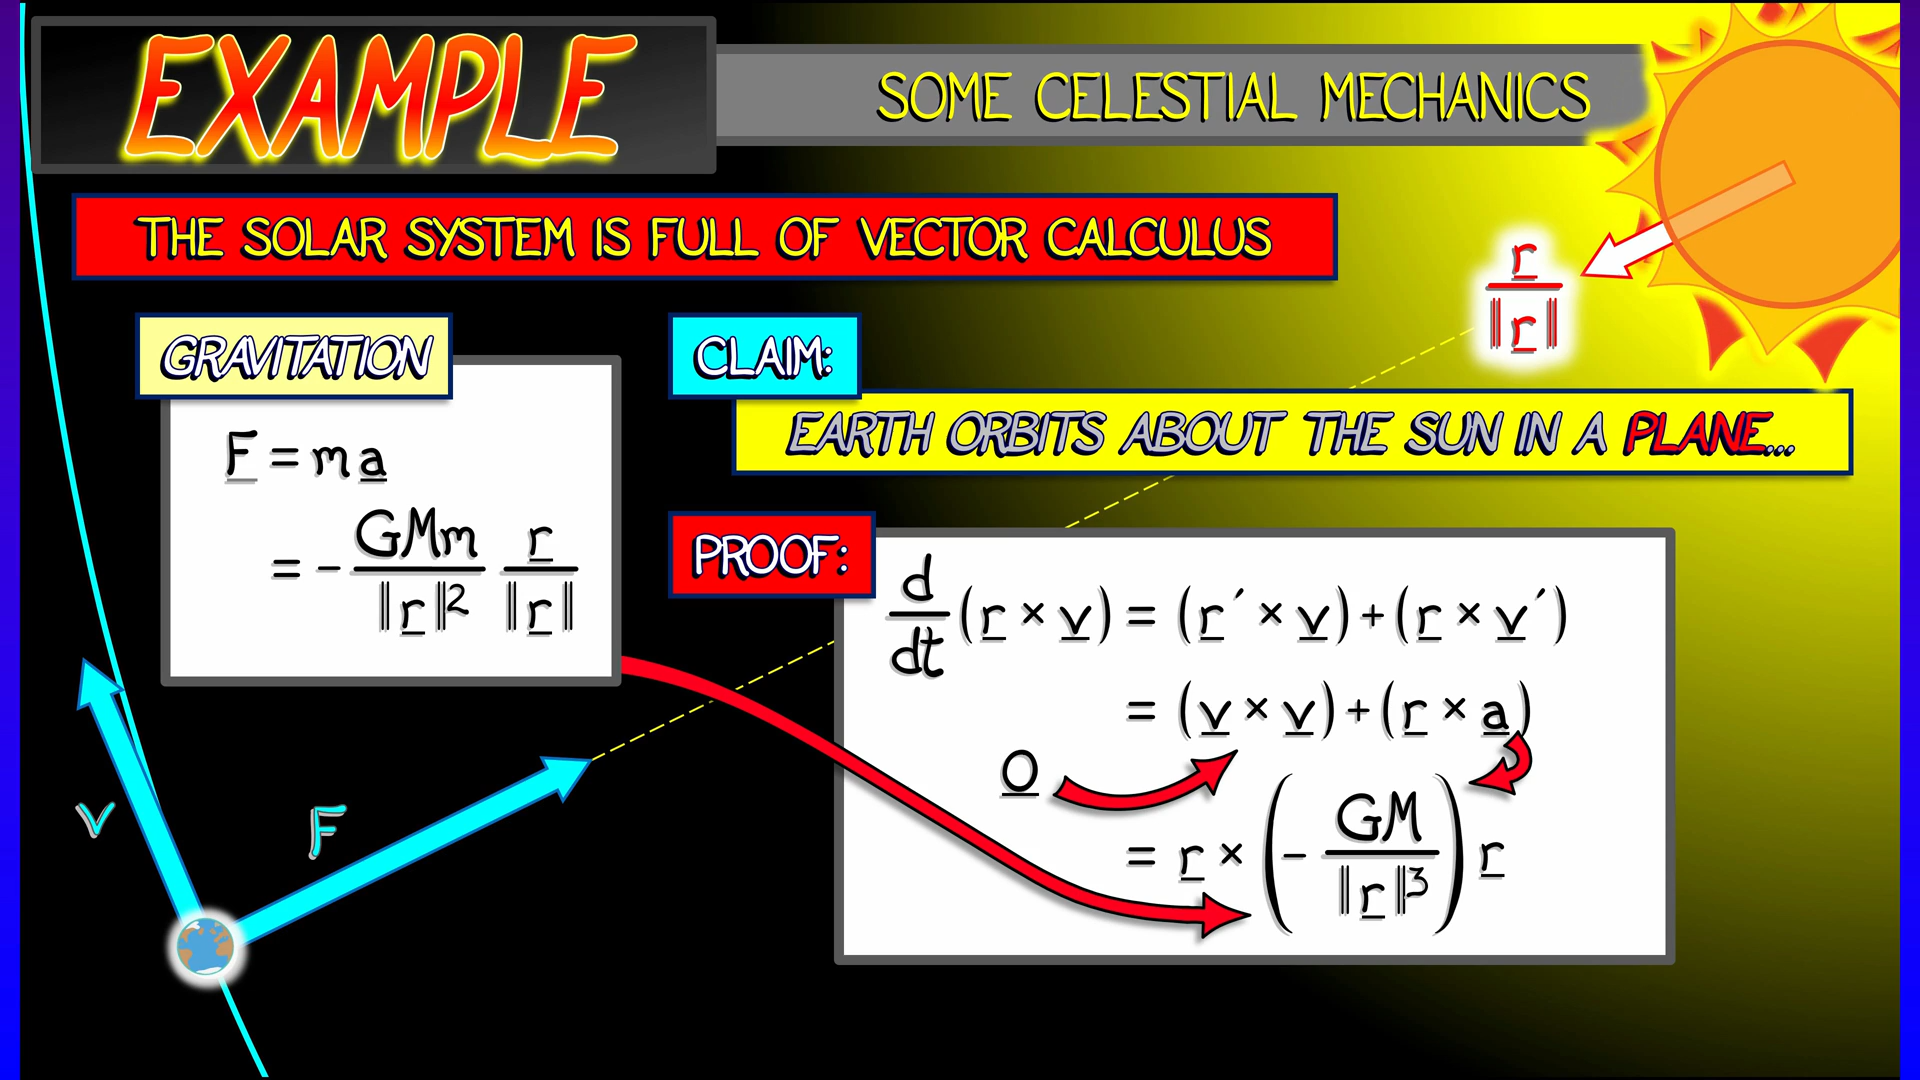 EXAMPLE
SOME CELESTIAL MECHANICS
THE SOLAR SYSTEM IS FULL OF VECTOR CALCULUS
r / ‖r‖
GRAVITATION
F = m a
= - GMm / ‖r‖² r / ‖r‖
CLAIM:
EARTH ORBITS ABOUT THE SUN IN A PLANE...
PROOF:
d/dt (r × v) = (r′ × v) + (r × v′)
= (v × v) + (r × a)
0
= r × (- GM / ‖r‖³) r
v
F